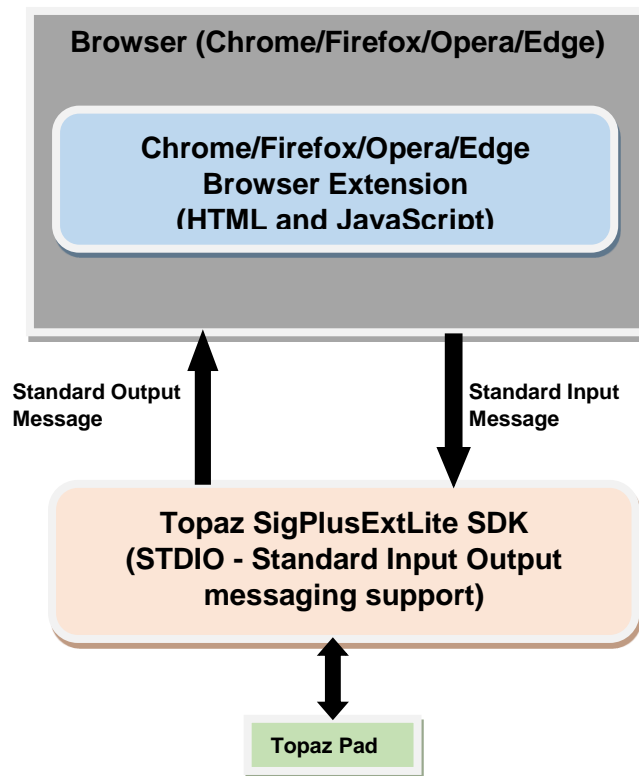 Browser (Chrome/Firefox/Opera/Edge)
Chrome/Firefox/Opera/Edge
Browser Extension
(HTML and JavaScript)
Standard Output
Message
Standard Input
Message
Topaz SigPlusExtLite SDK
(STDIO - Standard Input Output
messaging support)
Topaz Pad